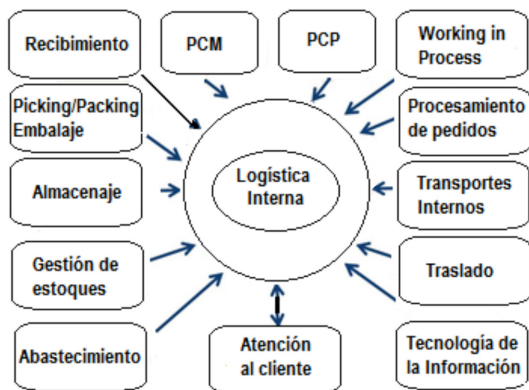 Recibimiento
PCM
PCP
Working in
Process
Picking/Packing
Embalaje
Procesamiento
de pedidos
Almacenaje
Logística
Interna
Transportes
Internos
Gestión de
estoques
Traslado
Abastecimiento
Atención
al cliente
Tecnología de
la Información